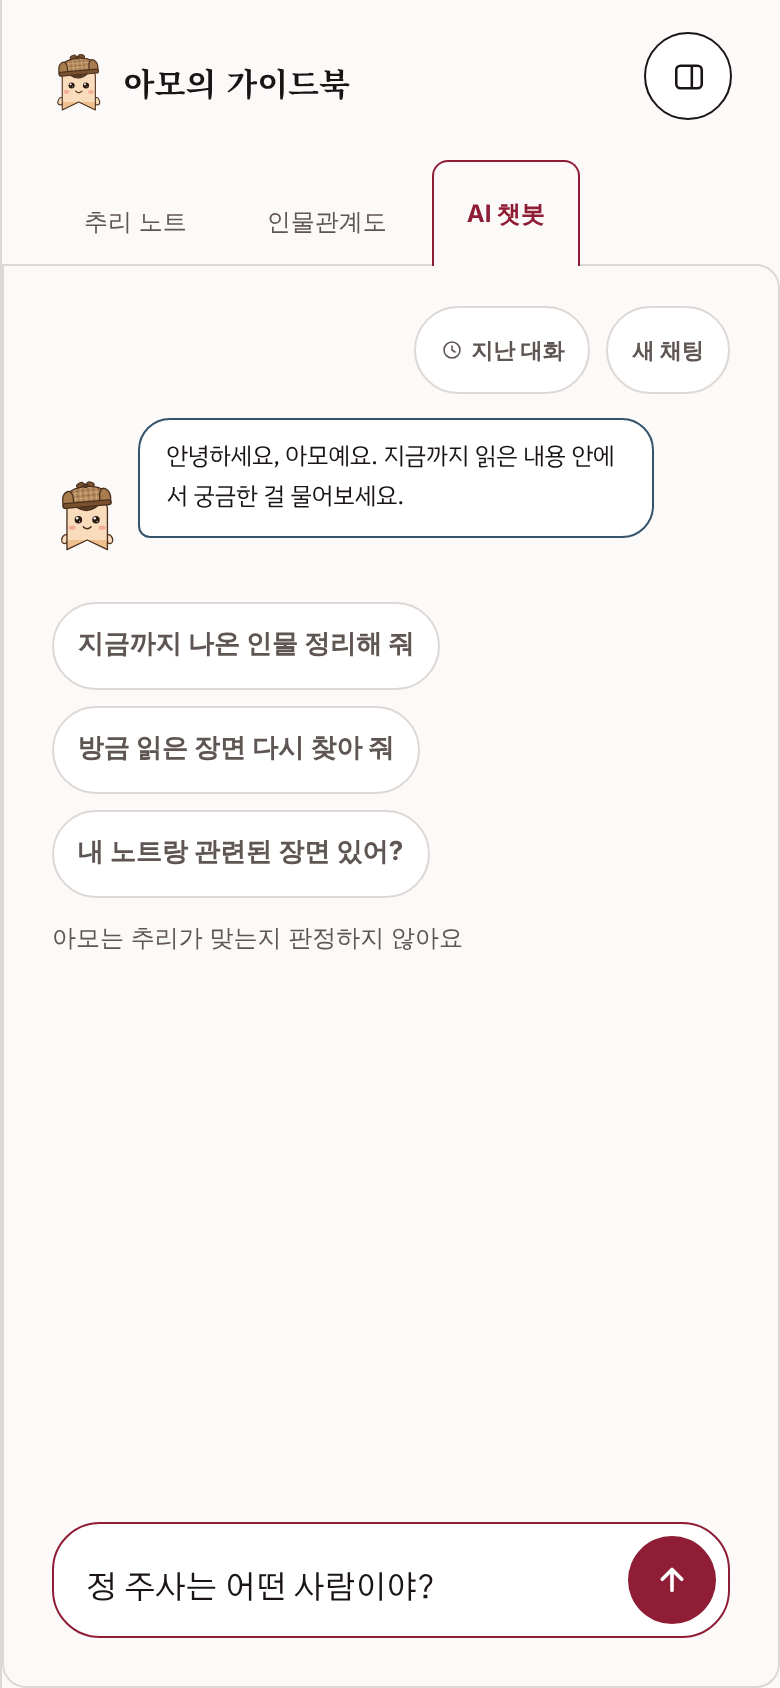 아모의 가이드북
추리 노트
인물관계도
AI 챗봇
지난 대화
새 채팅
안녕하세요, 아모예요. 지금까지 읽은 내용 안에
서 궁금한 걸 물어보세요.
지금까지 나온 인물 정리해 줘
방금 읽은 장면 다시 찾아 줘
내 노트랑 관련된 장면 있어?
아모는 추리가 맞는지 판정하지 않아요
정 주사는 어떤 사람이야?